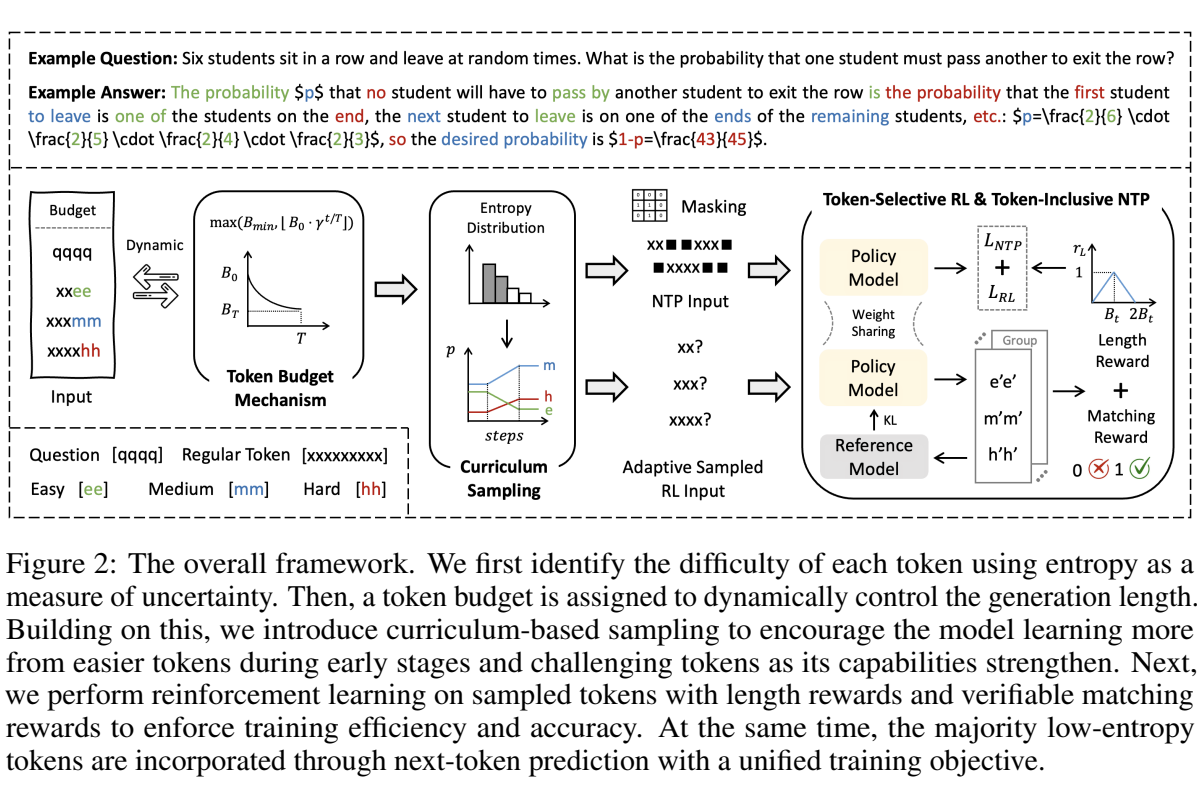 Example Question: Six students sit in a row and leave at random times. What is the probability that one student must pass another to exit the row?
Example Answer: The probability $p$ that no student will have to pass by another student to exit the row is the probability that the first student
to leave is one of the students on the end, the next student to leave is on one of the ends of the remaining students, etc.: $p=\frac{2}{6} \cdot
\frac{2}{5} \cdot \frac{2}{4} \cdot \frac{2}{3}$, so the desired probability is $1-p=\frac{43}{45}$.
Budget
qqqq
xxee
xxxmm
xxxxhh
Input
Dynamic
max(B_min, ⌊B_0 · γ^{t/T}⌋)
B_0
B_T
T
Token Budget
Mechanism
Entropy
Distribution
p
m
h
e
steps
Curriculum
Sampling
0 0 0
1 1 0
0 1 0
Masking
xx■ ■xxx■
■xxxx■ ■
NTP Input
xx?
xxx?
xxxx?
Adaptive Sampled
RL Input
Token-Selective RL & Token-Inclusive NTP
Policy
Model
Weight
Sharing
Policy
Model
KL
Reference
Model
L_NTP
+
L_RL
r_L
1
B_t 2B_t
Length
Reward
+
Matching
Reward
0 1
Group
e'e'
m'm'
h'h'
Question [qqqq] Regular Token [xxxxxxxxx]
Easy [ee] Medium [mm] Hard [hh]
Figure 2: The overall framework. We first identify the difficulty of each token using entropy as a
measure of uncertainty. Then, a token budget is assigned to dynamically control the generation length.
Building on this, we introduce curriculum-based sampling to encourage the model learning more
from easier tokens during early stages and challenging tokens as its capabilities strengthen. Next,
we perform reinforcement learning on sampled tokens with length rewards and verifiable matching
rewards to enforce training efficiency and accuracy. At the same time, the majority low-entropy
tokens are incorporated through next-token prediction with a unified training objective.